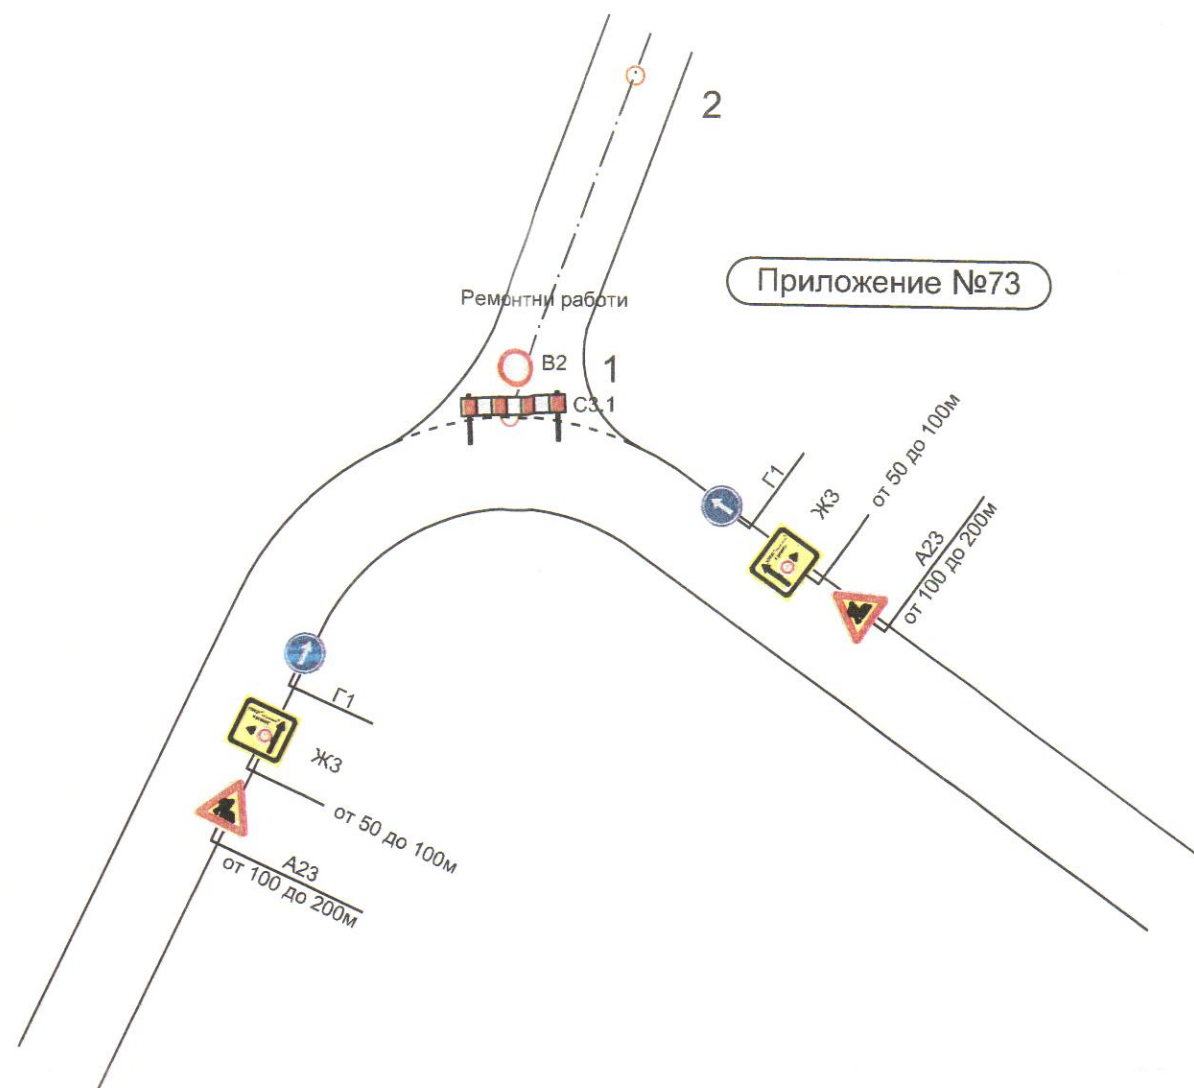 2
Приложение №73
Ремонтни работи
В2
1
С3.1
Г1
Ж3
от 50 до 100м
А23
от 100 до 200м
Г1
Ж3
от 50 до 100м
А23
от 100 до 200м